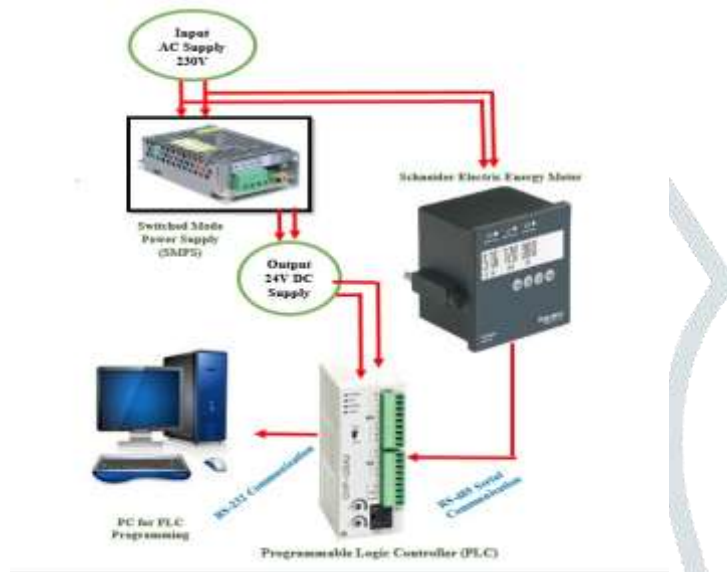 Input
AC Supply
230V
Schneider Electric Energy Meter
Switched Mode
Power Supply
(SMPS)
Output
24V DC
Supply
RS-232 Communication
RS-485 Serial
Communication
PC for PLC
Programming
Programmable Logic Controller (PLC)